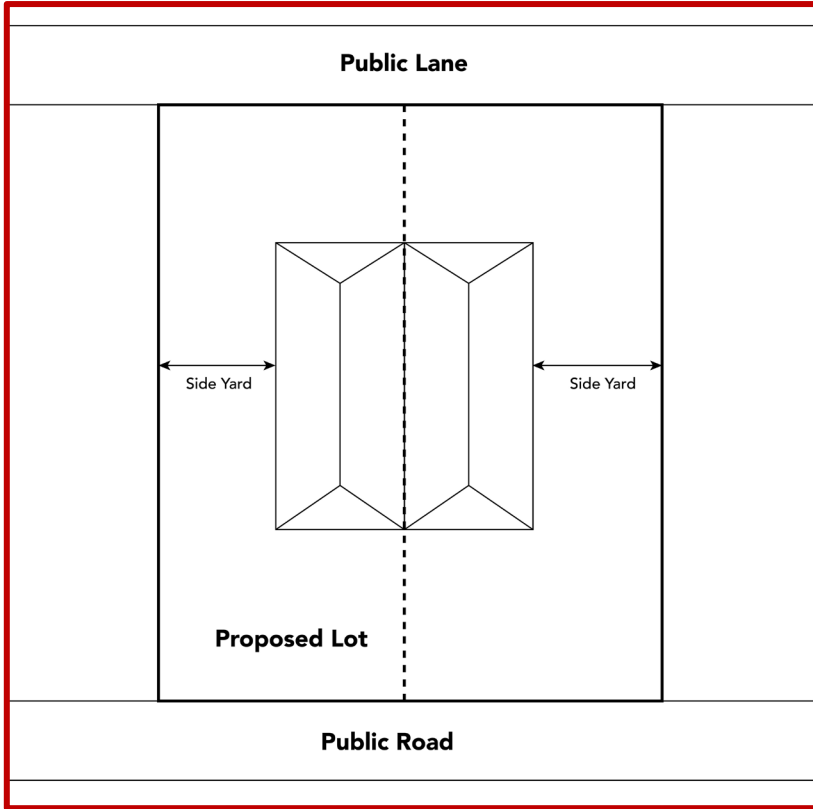 Public Lane
Side Yard
Side Yard
Proposed Lot
Public Road